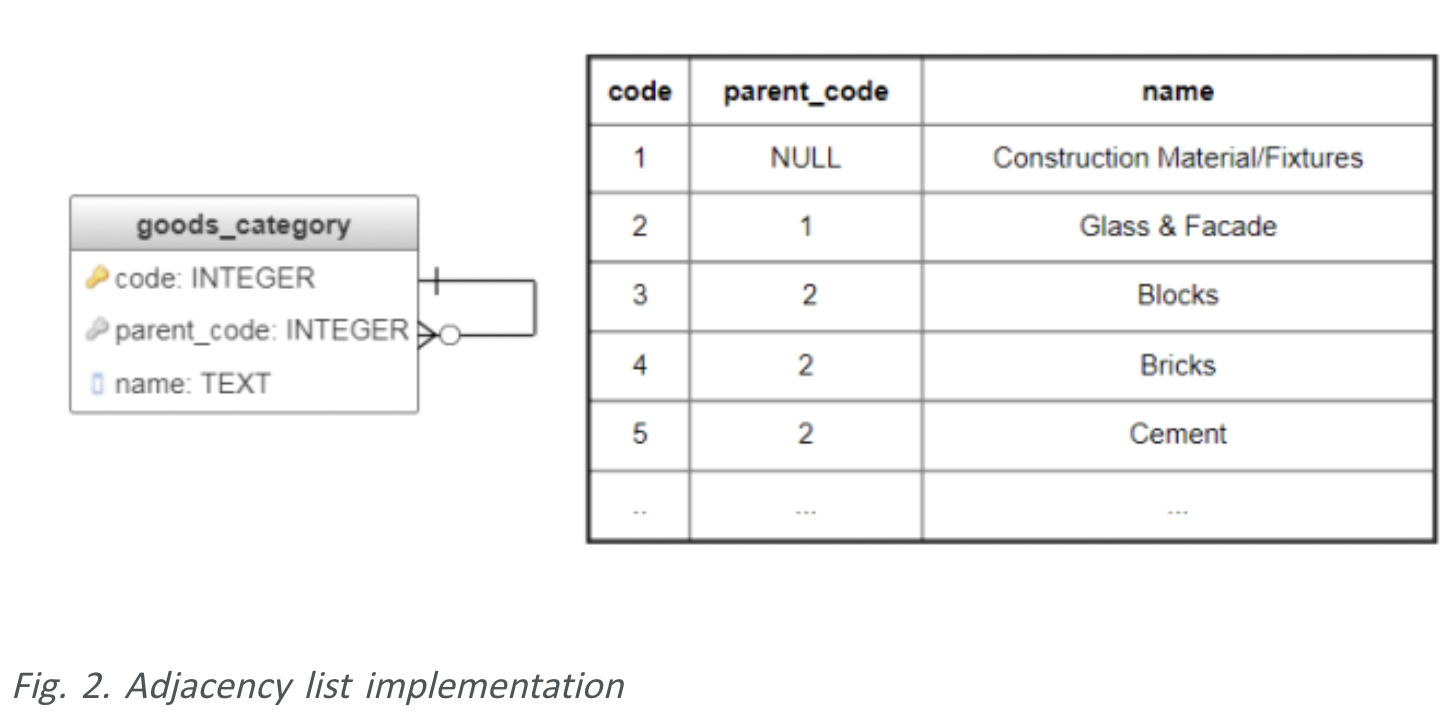 goods_category
code: INTEGER
parent_code: INTEGER
name: TEXT
code parent_code name
1 NULL Construction Material/Fixtures
2 1 Glass & Facade
3 2 Blocks
4 2 Bricks
5 2 Cement
.. ... ...
Fig. 2. Adjacency list implementation